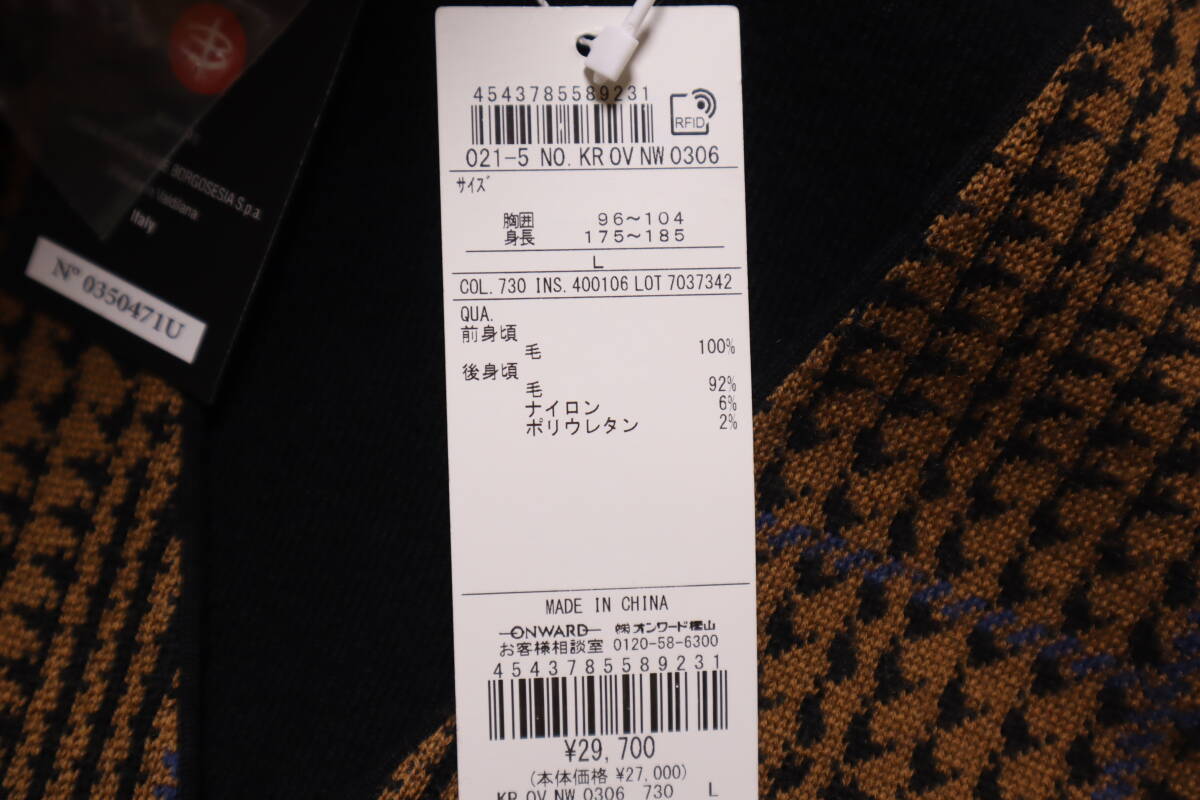 BORGOSESIA S.p.a.
Valdiana
Italy
Nº 0350471U
4543785589231
RFID
021-5 NO. KR OV NW 0306
サイズ
胸囲 96～104
身長 175～185
L
COL. 730 INS. 400106 LOT 7037342
QUA.
前身頃
毛 100%
後身頃
毛 92%
ナイロン 6%
ポリウレタン 2%
MADE IN CHINA
ONWARD ㈱オンワード樫山
お客様相談室 0120-58-6300
4543785589231
¥29,700
(本体価格 ¥27,000)
KR OV NW 0306 730 L